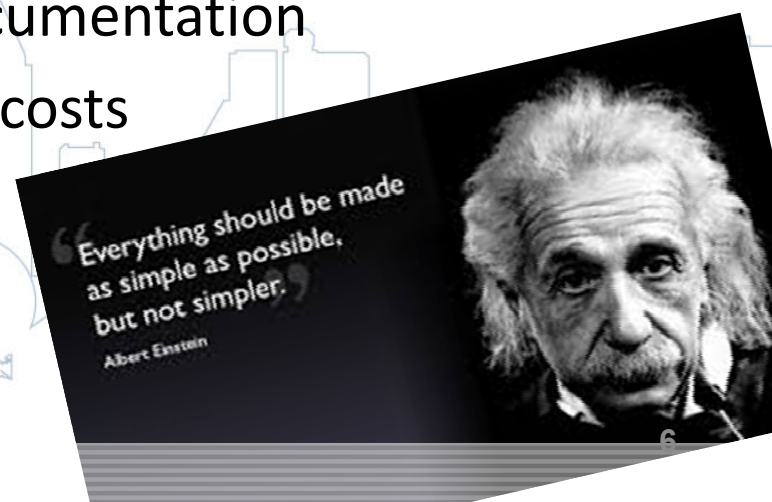 cumentation
costs
“Everything should be made
as simple as possible,
but not simpler.”
Albert Einstein
6